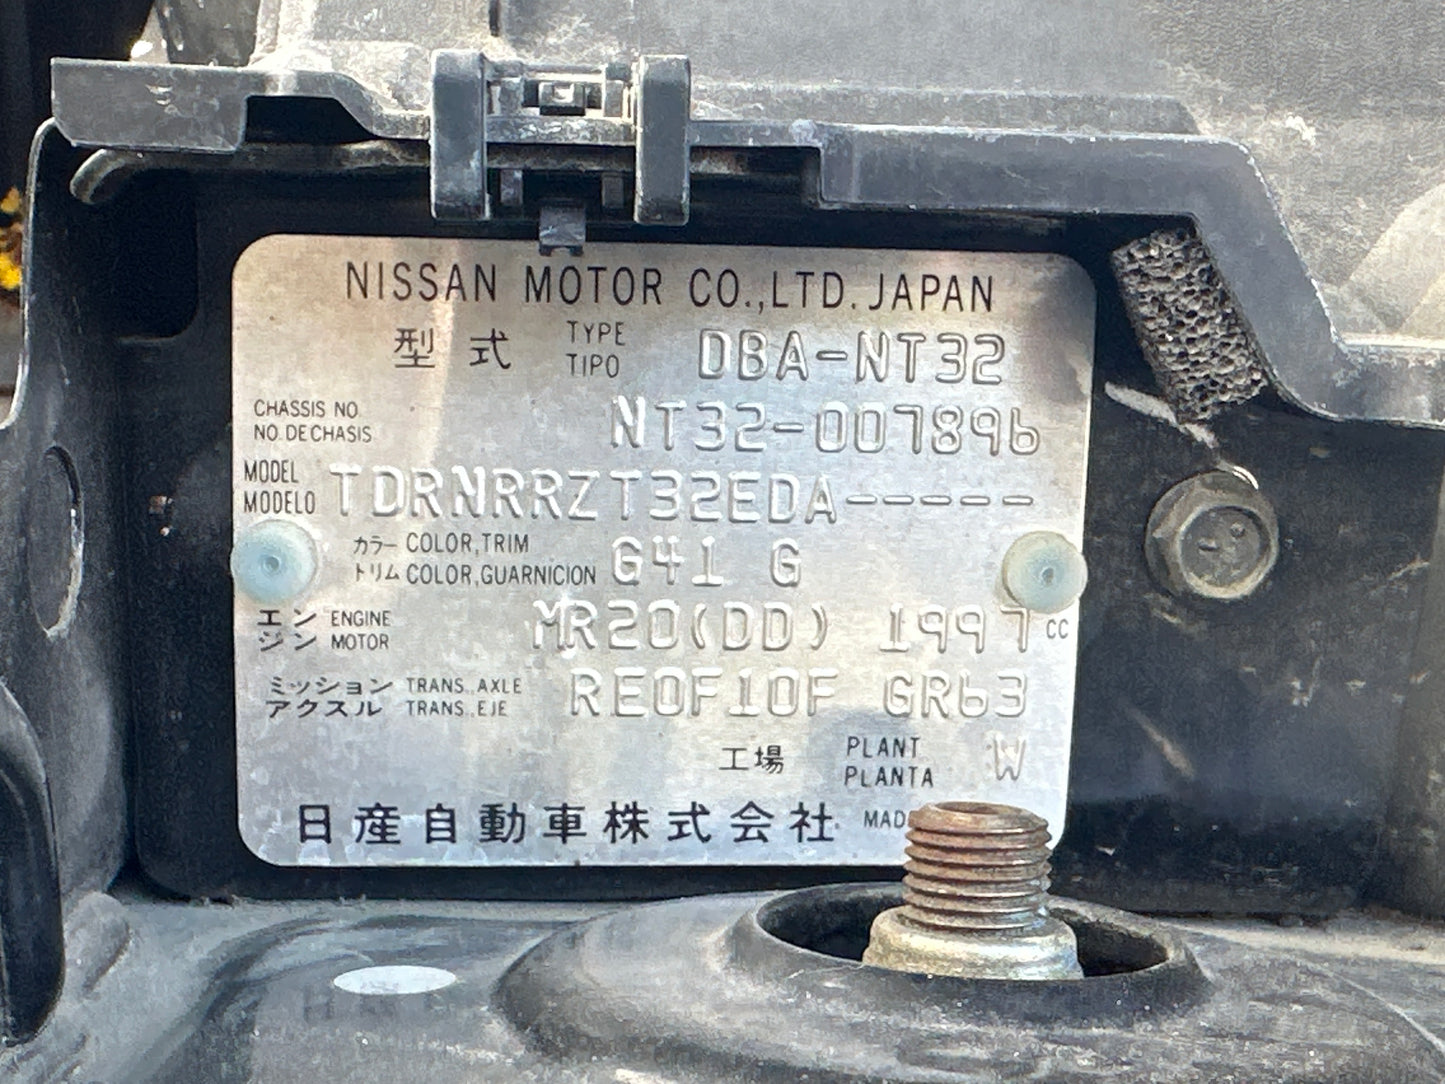 NISSAN MOTOR CO.,LTD. JAPAN
型式 TYPE TIPO DBA-NT32
CHASSIS NO.
NO. DE CHASIS NT32-007896
MODEL
MODELO TDRNRRZT32EDA-----
カラー COLOR,TRIM
トリム COLOR,GUARNICION G41 G
エン ENGINE
ジン MOTOR MR20(DD) 1997 CC
ミッション TRANS.,AXLE
アクスル TRANS.,EJE RE0F10F GR63
工場 PLANT PLANTA W
日産自動車株式会社